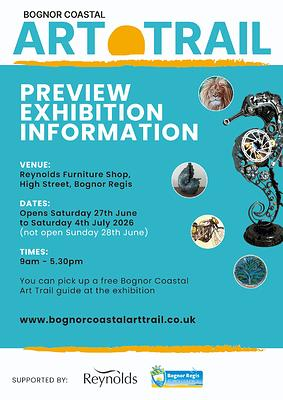 BOGNOR COASTAL
ART TRAIL
PREVIEW
EXHIBITION
INFORMATION
VENUE:
Reynolds Furniture Shop,
High Street, Bognor Regis
DATES:
Opens Saturday 27th June
to Saturday 4th July 2026
(not open Sunday 28th June)
TIMES:
9am - 5.30pm
You can pick up a free Bognor Coastal
Art Trail guide at the exhibition
www.bognorcoastalarttrail.co.uk
SUPPORTED BY:
Reynolds
Bognor Regis